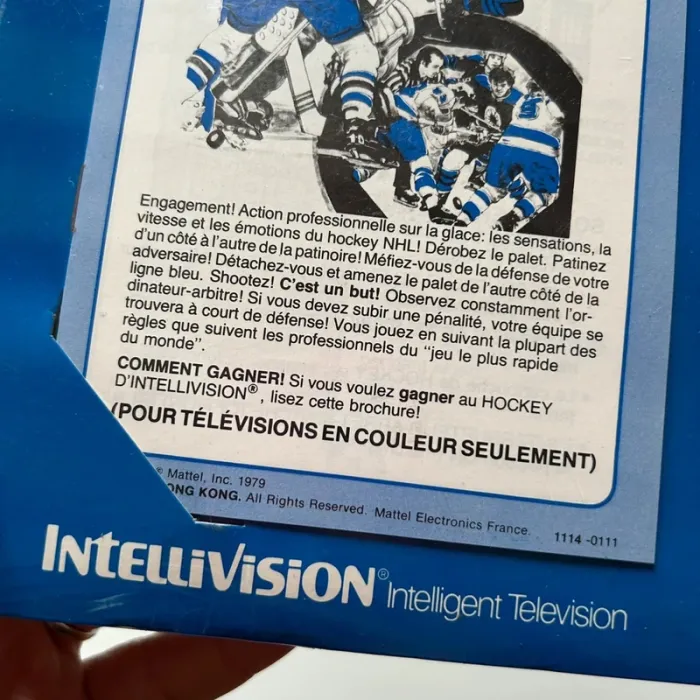 Engagement! Action professionnelle sur la glace: les sensations, la
vitesse et les émotions du hockey NHL! Dérobez le palet. Patinez
d'un côté à l'autre de la patinoire! Méfiez-vous de la défense de votre
adversaire! Détachez-vous et amenez le palet de l'autre côté de la
ligne bleu. Shootez! C'est un but! Observez constamment l'or-
dinateur-arbitre! Si vous devez subir une pénalité, votre équipe se
trouvera à court de défense! Vous jouez en suivant la plupart des
règles que suivent les professionnels du "jeu le plus rapide
du monde".
COMMENT GAGNER! Si vous voulez gagner au HOCKEY
D'INTELLIVISION®, lisez cette brochure!
(POUR TÉLÉVISIONS EN COULEUR SEULEMENT)
® Mattel, Inc. 1979
ONG KONG. All Rights Reserved. Mattel Electronics France. 1114-0111
INTELLIVISION® Intelligent Television